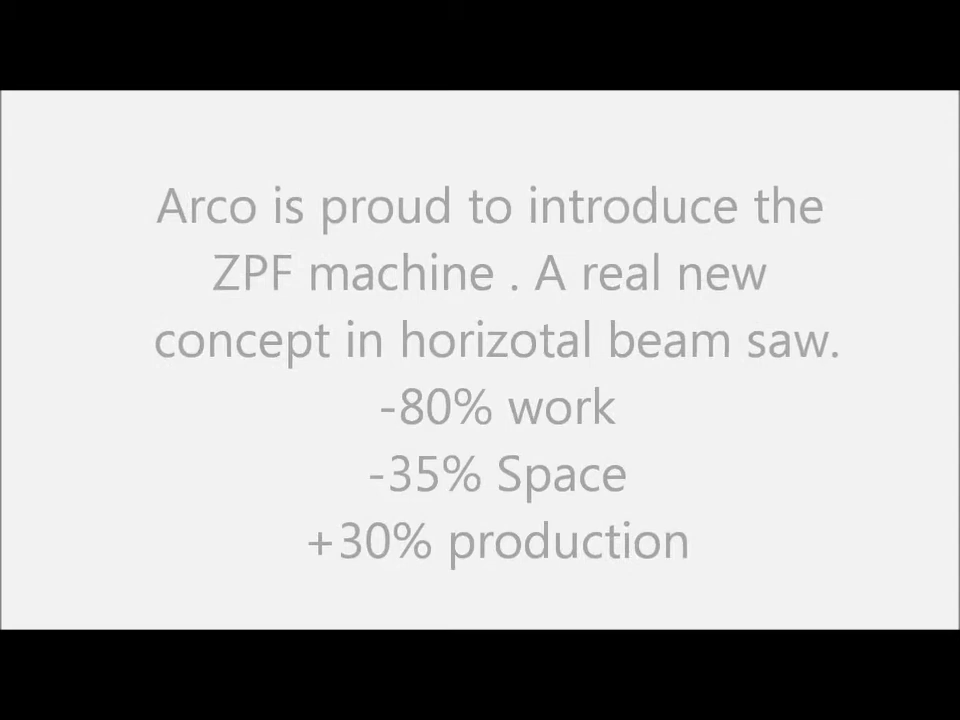 Arco is proud to introduce the
ZPF machine . A real new
concept in horizotal beam saw.
-80% work
-35% Space
+30% production